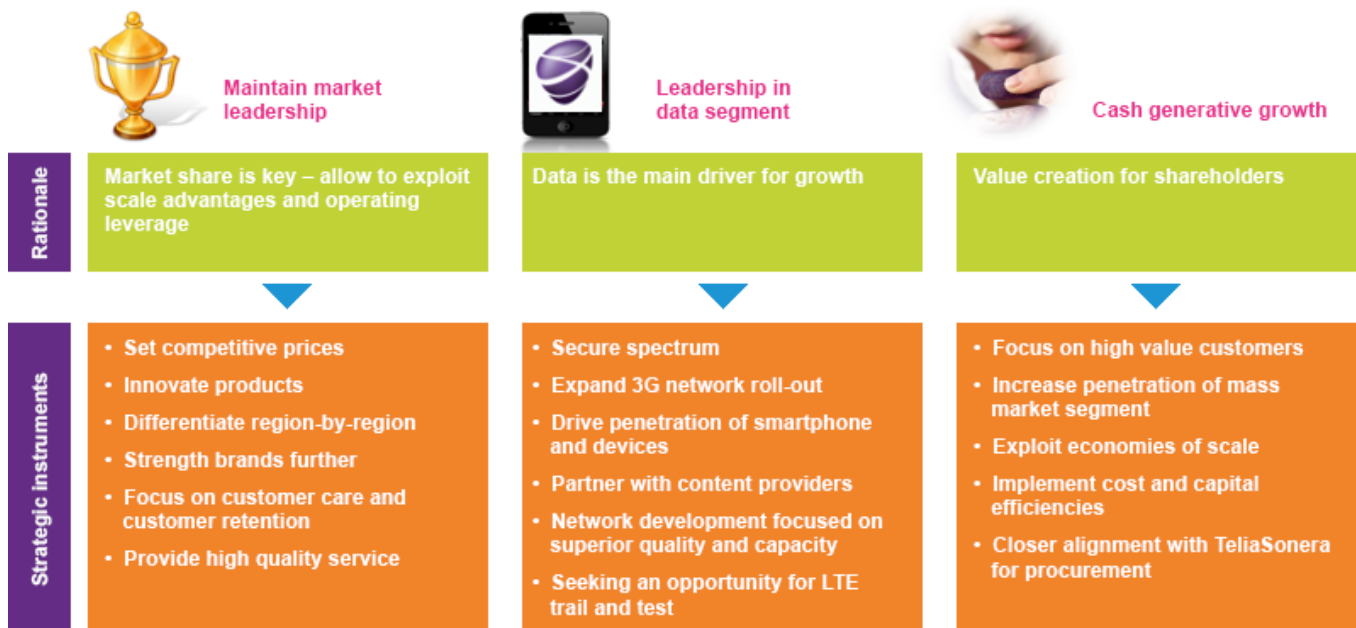 Maintain market
leadership
Leadership in
data segment
Cash generative growth
Rationale
Market share is key – allow to exploit
scale advantages and operating
leverage
Data is the main driver for growth
Value creation for shareholders
Strategic instruments
• Set competitive prices
• Innovate products
• Differentiate region-by-region
• Strength brands further
• Focus on customer care and
customer retention
• Provide high quality service
• Secure spectrum
• Expand 3G network roll-out
• Drive penetration of smartphone
and devices
• Partner with content providers
• Network development focused on
superior quality and capacity
• Seeking an opportunity for LTE
trail and test
• Focus on high value customers
• Increase penetration of mass
market segment
• Exploit economies of scale
• Implement cost and capital
efficiencies
• Closer alignment with TeliaSonera
for procurement